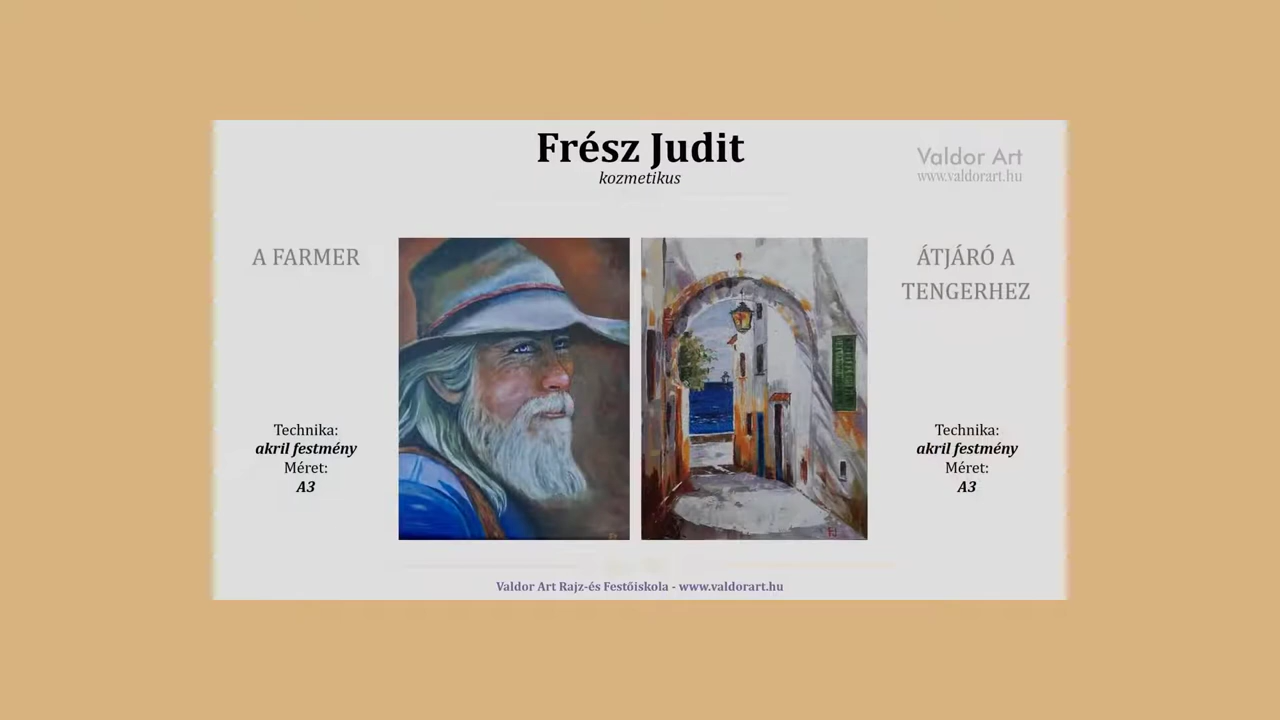 Frész Judit
kozmetikus
Valdor Art
www.valdorart.hu
A FARMER
Technika:
akril festmény
Méret:
A3
ÁTJÁRÓ A
TENGERHEZ
Technika:
akril festmény
Méret:
A3
FJ
Valdor Art Rajz-és Festőiskola - www.valdorart.hu